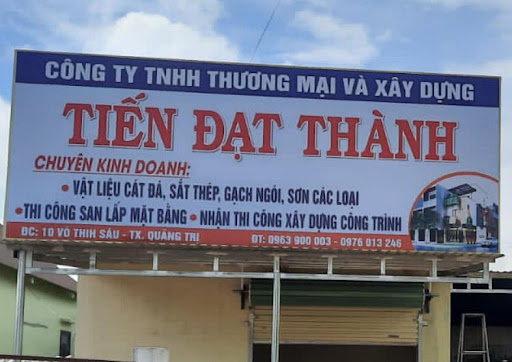 CÔNG TY TNHH THƯƠNG MẠI VÀ XÂY DỰNG
TIẾN ĐẠT THÀNH
CHUYÊN KINH DOANH:
• VẬT LIỆU CÁT ĐÁ, SẮT THÉP, GẠCH NGÓI, SƠN CÁC LOẠI
• THI CÔNG SAN LẤP MẶT BẰNG • NHẬN THI CÔNG XÂY DỰNG CÔNG TRÌNH
ĐC: 10 VÕ THIH SÁU - TX. QUẢNG TRỊ ĐT: 0963 900 003 - 0976 013 246